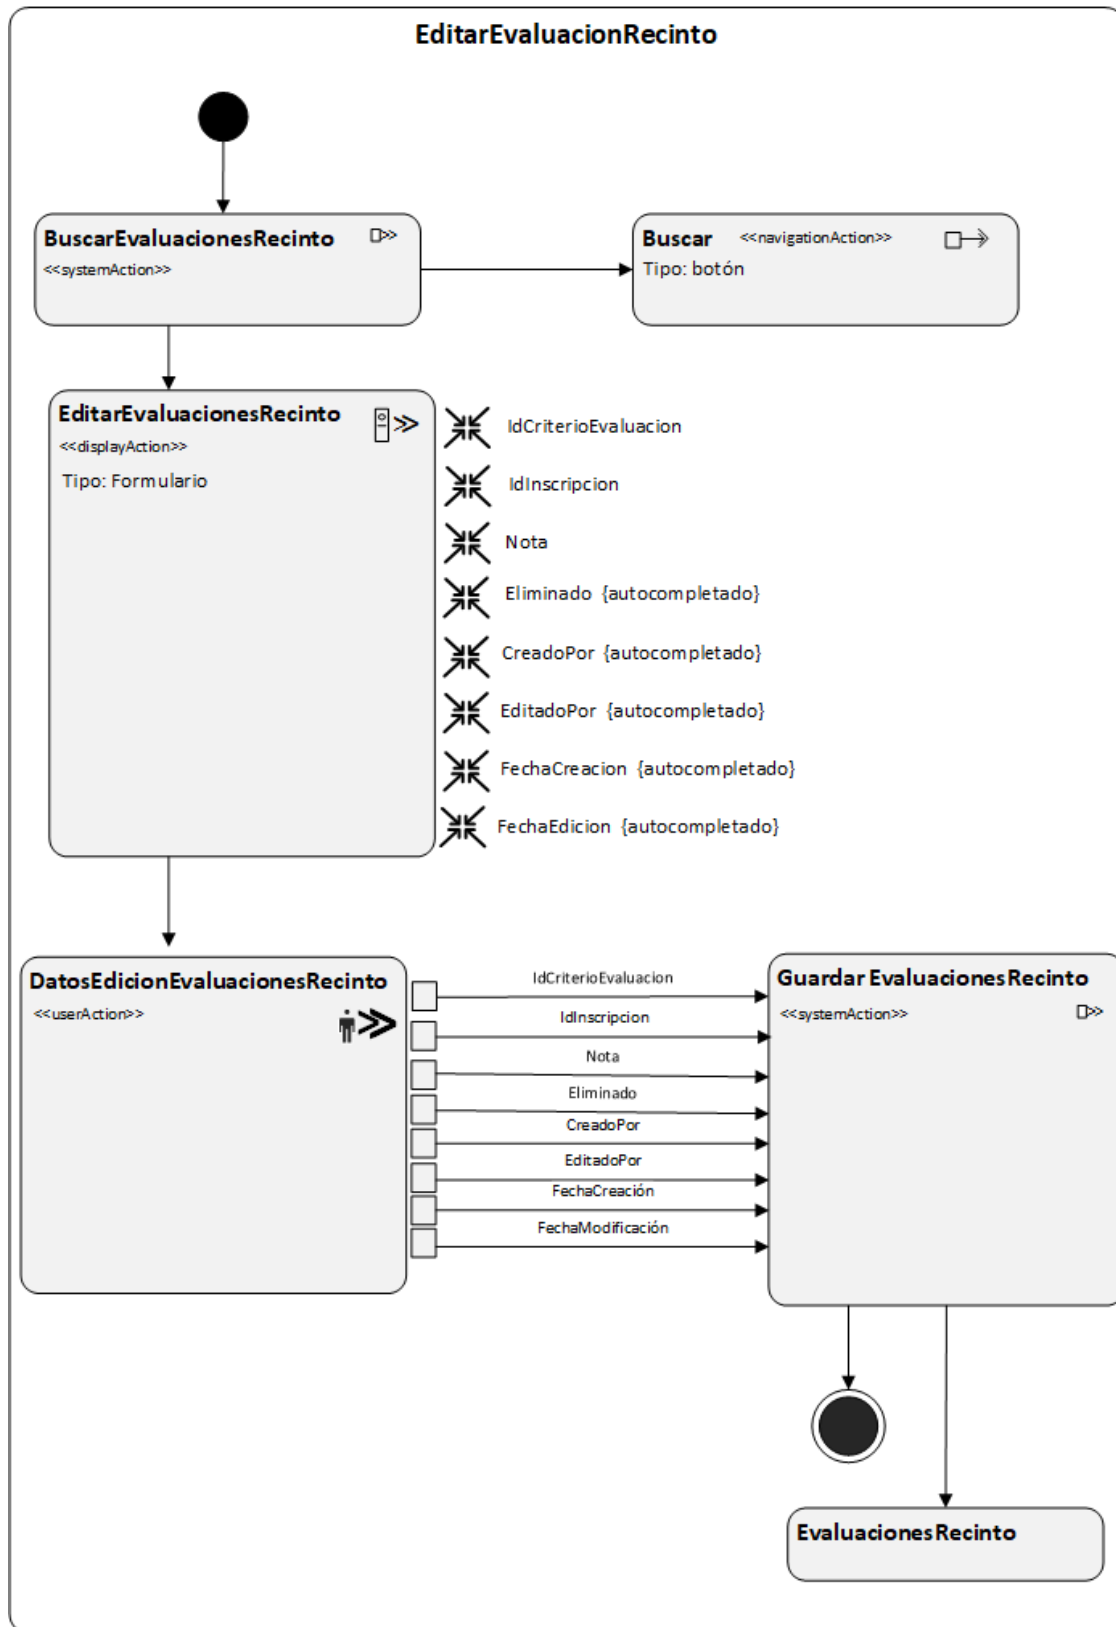 EditarEvaluacionRecinto
BuscarEvaluacionesRecinto
<<systemAction>>
Buscar <<navigationAction>>
Tipo: botón
EditarEvaluacionesRecinto
<<displayAction>>
Tipo: Formulario
IdCriterioEvaluacion
IdInscripcion
Nota
Eliminado {autocompletado}
CreadoPor {autocompletado}
EditadoPor {autocompletado}
FechaCreacion {autocompletado}
FechaEdicion {autocompletado}
DatosEdicionEvaluacionesRecinto
<<userAction>>
IdCriterioEvaluacion
IdInscripcion
Nota
Eliminado
CreadoPor
EditadoPor
FechaCreación
FechaModificación
Guardar EvaluacionesRecinto
<<systemAction>>
EvaluacionesRecinto